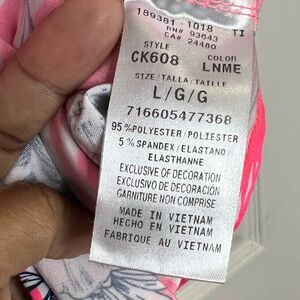 189381-1018 TI
RN# 93643
CA# 24480
STYLE COLOR
CK608 LNME
SIZE/TALLA/TAILLE
L/G/G
716605477368
95%POLYESTER/POLIESTER
5%SPANDEX/ELASTANO/
ELASTHANNE
EXCLUSIVE OF DECORATION
EXCLUSIVO DE DECORACIÓN
GARNITURE NON COMPRISE
MADE IN VIETNAM
HECHO EN VIETNAM
FABRIQUÉ AU VIETNAM